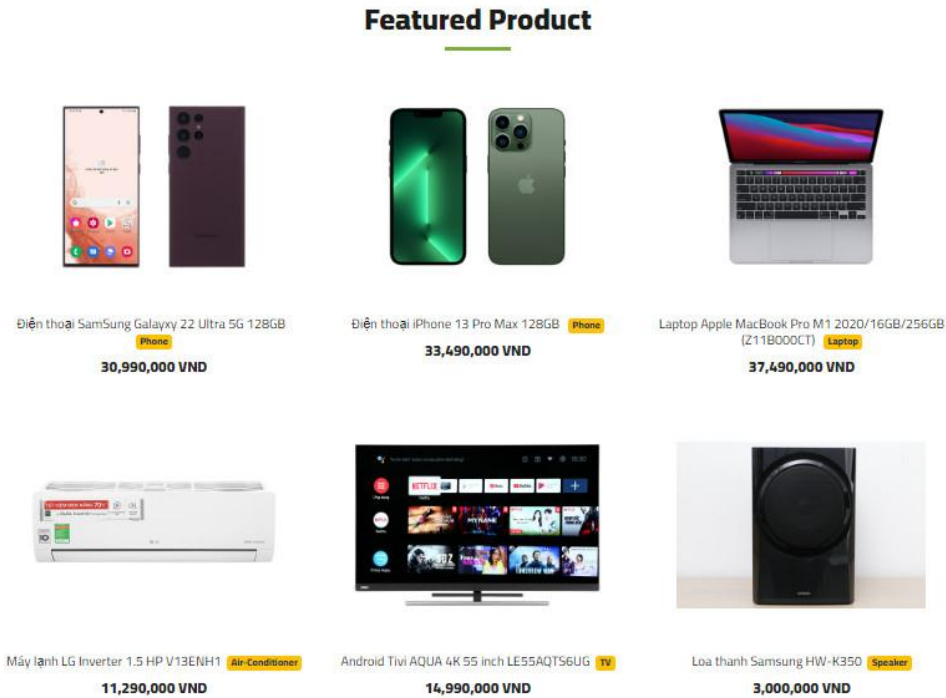 Featured Product
Điện thoại SamSung Galayxy 22 Ultra 5G 128GB
Phone
30,990,000 VND
Điện thoại iPhone 13 Pro Max 128GB Phone
33,490,000 VND
Laptop Apple MacBook Pro M1 2020/16GB/256GB
(Z11B000CT) Laptop
37,490,000 VND
NETFLIX
MY NAME
Máy lạnh LG Inverter 1.5 HP V13ENH1 Air-Conditioner
11,290,000 VND
Android Tivi AQUA 4K 55 inch LE55AQTS6UG TV
14,990,000 VND
Loa thanh Samsung HW-K350 Speaker
3,000,000 VND